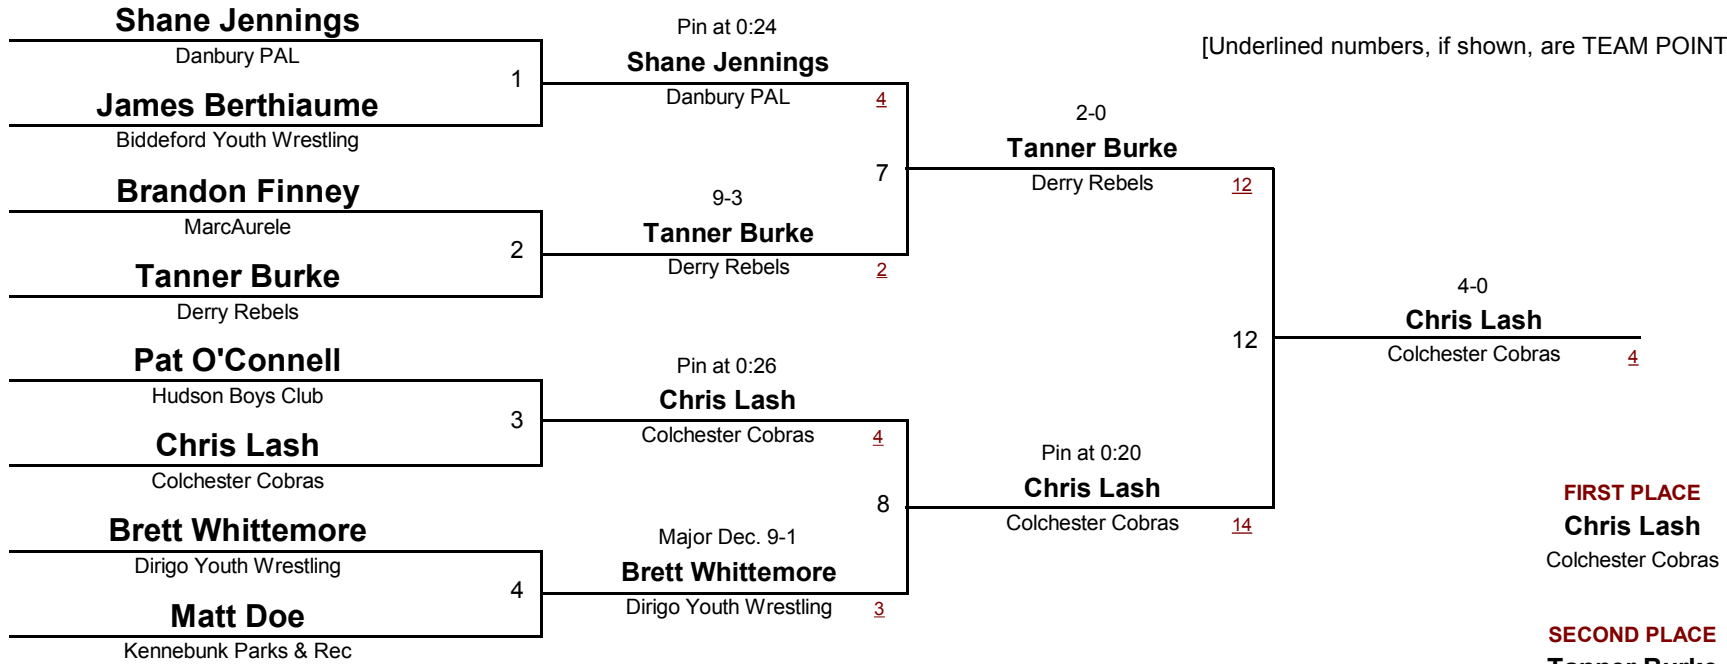 Shane Jennings
Danbury PAL
1
James Berthiaume
Biddeford Youth Wrestling
Brandon Finney
MarcAurele
2
Tanner Burke
Derry Rebels
Pat O'Connell
Hudson Boys Club
3
Chris Lash
Colchester Cobras
Brett Whittemore
Dirigo Youth Wrestling
4
Matt Doe
Kennebunk Parks & Rec
Pin at 0:24
Shane Jennings
Danbury PAL 4
7
9-3
Tanner Burke
Derry Rebels 2
Pin at 0:26
Chris Lash
Colchester Cobras 4
8
Major Dec. 9-1
Brett Whittemore
Dirigo Youth Wrestling 3
2-0
Tanner Burke
Derry Rebels 12
12
Pin at 0:20
Chris Lash
Colchester Cobras 14
[Underlined numbers, if shown, are TEAM POINT
4-0
Chris Lash
Colchester Cobras 4
FIRST PLACE
Chris Lash
Colchester Cobras
SECOND PLACE
Tanner Burke